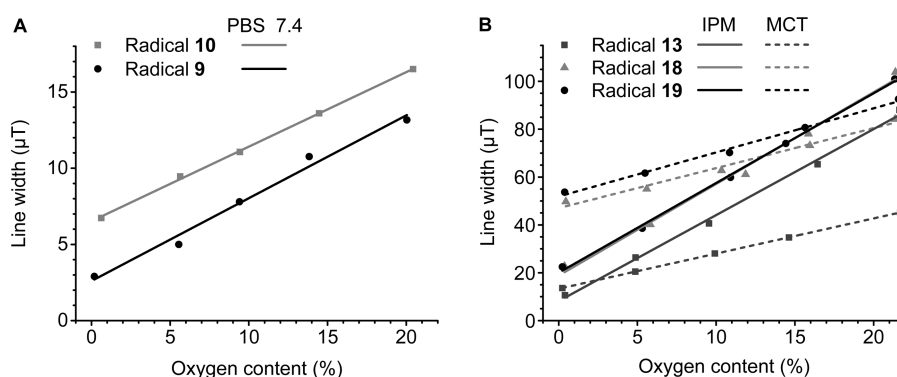 A
PBS 7.4
Radical 10
Radical 9
15
10
5
0
Line width (µT)
0
5
10
15
20
Oxygen content (%)
B
IPM MCT
Radical 13
Radical 18
Radical 19
100
80
60
40
20
0
Line width (µT)
0
5
10
15
20
Oxygen content (%)